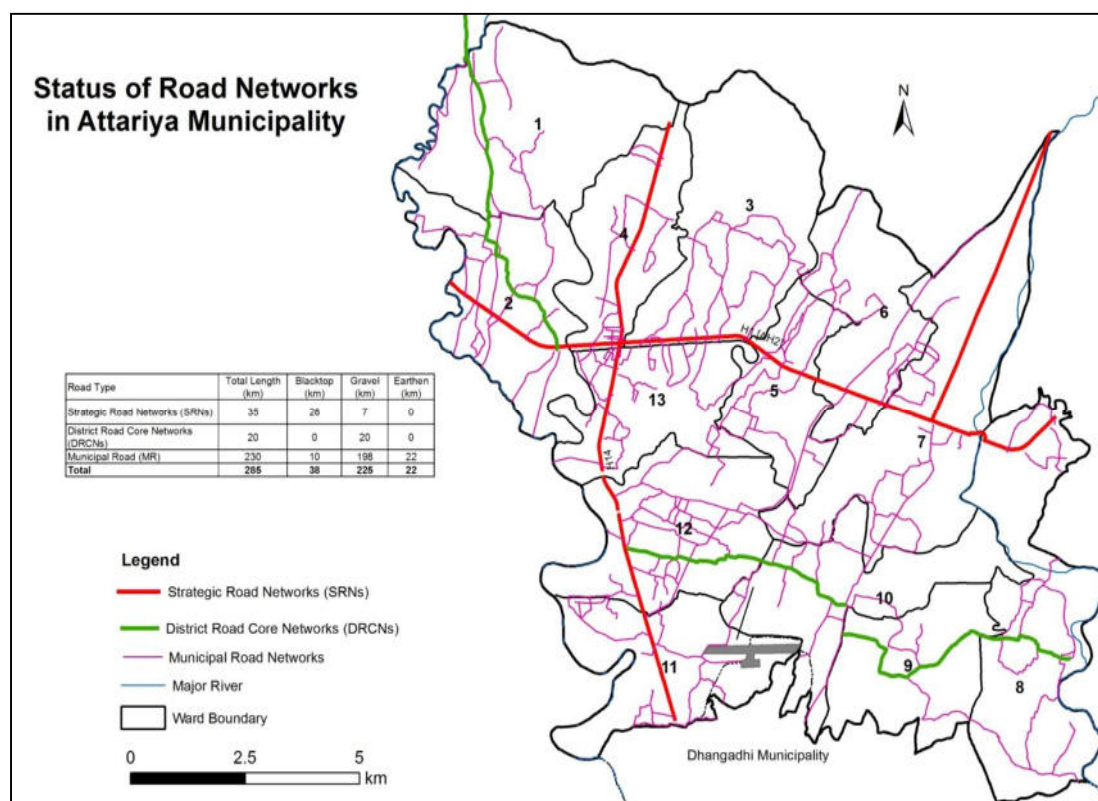 Status of Road Networks
in Attariya Municipality
N
1
3
4
2
6
13
5
7
H14
12
10
11
9
8
Dhangadhi Municipality
Road Type Total Length (km) Blacktop (km) Gravel (km) Earthen (km)
Strategic Road Networks (SRNs) 35 28 7 0
District Road Core Networks (DRCNs) 20 0 20 0
Municipal Road (MR) 230 10 198 22
Total 285 38 225 22
Legend
Strategic Road Networks (SRNs)
District Road Core Networks (DRCNs)
Municipal Road Networks
Major River
Ward Boundary
0 2.5 5
km